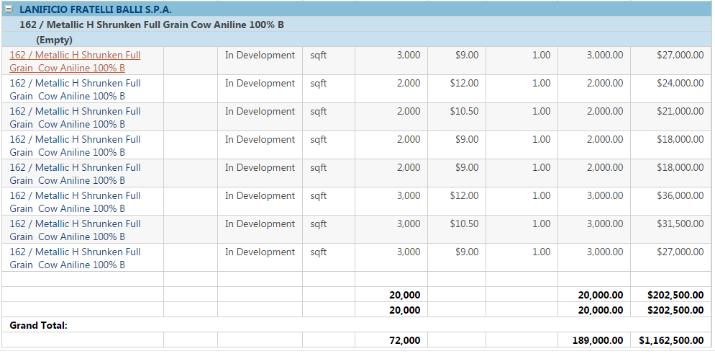 LANIFICIO FRATELLI BALLI S.P.A.
162 / Metallic H Shrunken Full Grain Cow Aniline 100% B
(Empty)
162 / Metallic H Shrunken Full In Development sqft 3,000 $9.00 1.00 3,000.00 $27,000.00
Grain Cow Aniline 100% B
162 / Metallic H Shrunken Full In Development sqft 2,000 $12.00 1.00 2,000.00 $24,000.00
Grain Cow Aniline 100% B
162 / Metallic H Shrunken Full In Development sqft 2,000 $10.50 1.00 2,000.00 $21,000.00
Grain Cow Aniline 100% B
162 / Metallic H Shrunken Full In Development sqft 2,000 $9.00 1.00 2,000.00 $18,000.00
Grain Cow Aniline 100% B
162 / Metallic H Shrunken Full In Development sqft 2,000 $9.00 1.00 2,000.00 $18,000.00
Grain Cow Aniline 100% B
162 / Metallic H Shrunken Full In Development sqft 3,000 $12.00 1.00 3,000.00 $36,000.00
Grain Cow Aniline 100% B
162 / Metallic H Shrunken Full In Development sqft 3,000 $10.50 1.00 3,000.00 $31,500.00
Grain Cow Aniline 100% B
162 / Metallic H Shrunken Full In Development sqft 3,000 $9.00 1.00 3,000.00 $27,000.00
Grain Cow Aniline 100% B
20,000 20,000.00 $202,500.00
20,000 20,000.00 $202,500.00
Grand Total:
72,000 189,000.00 $1,162,500.00